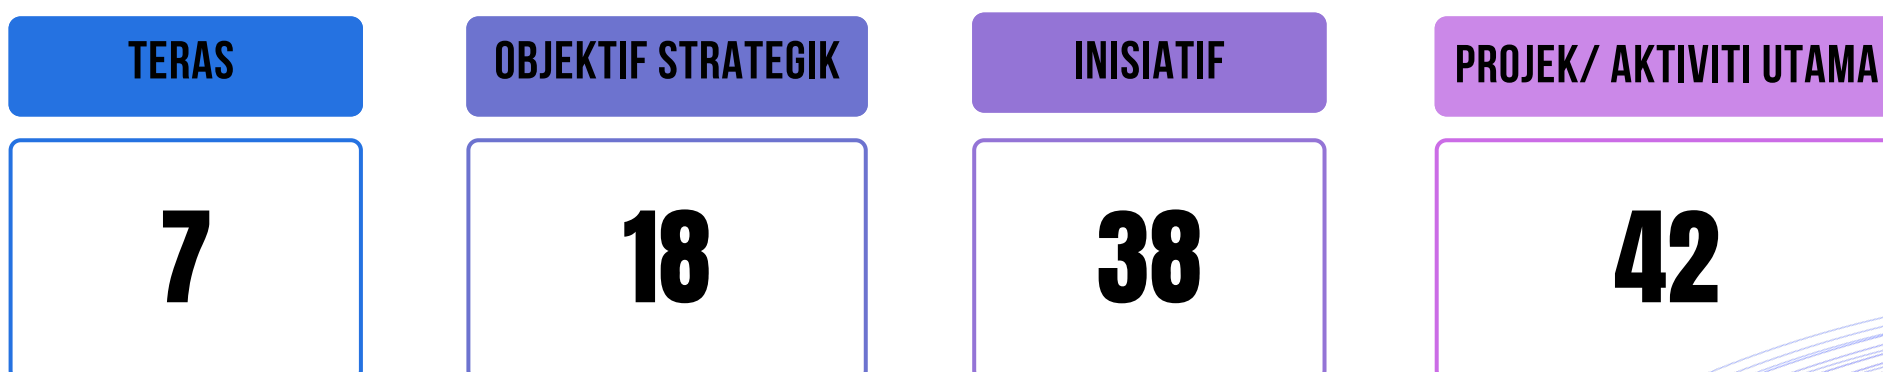 TERAS
OBJEKTIF STRATEGIK
INISIATIF
PROJEK/ AKTIVITI UTAMA
7
18
38
42